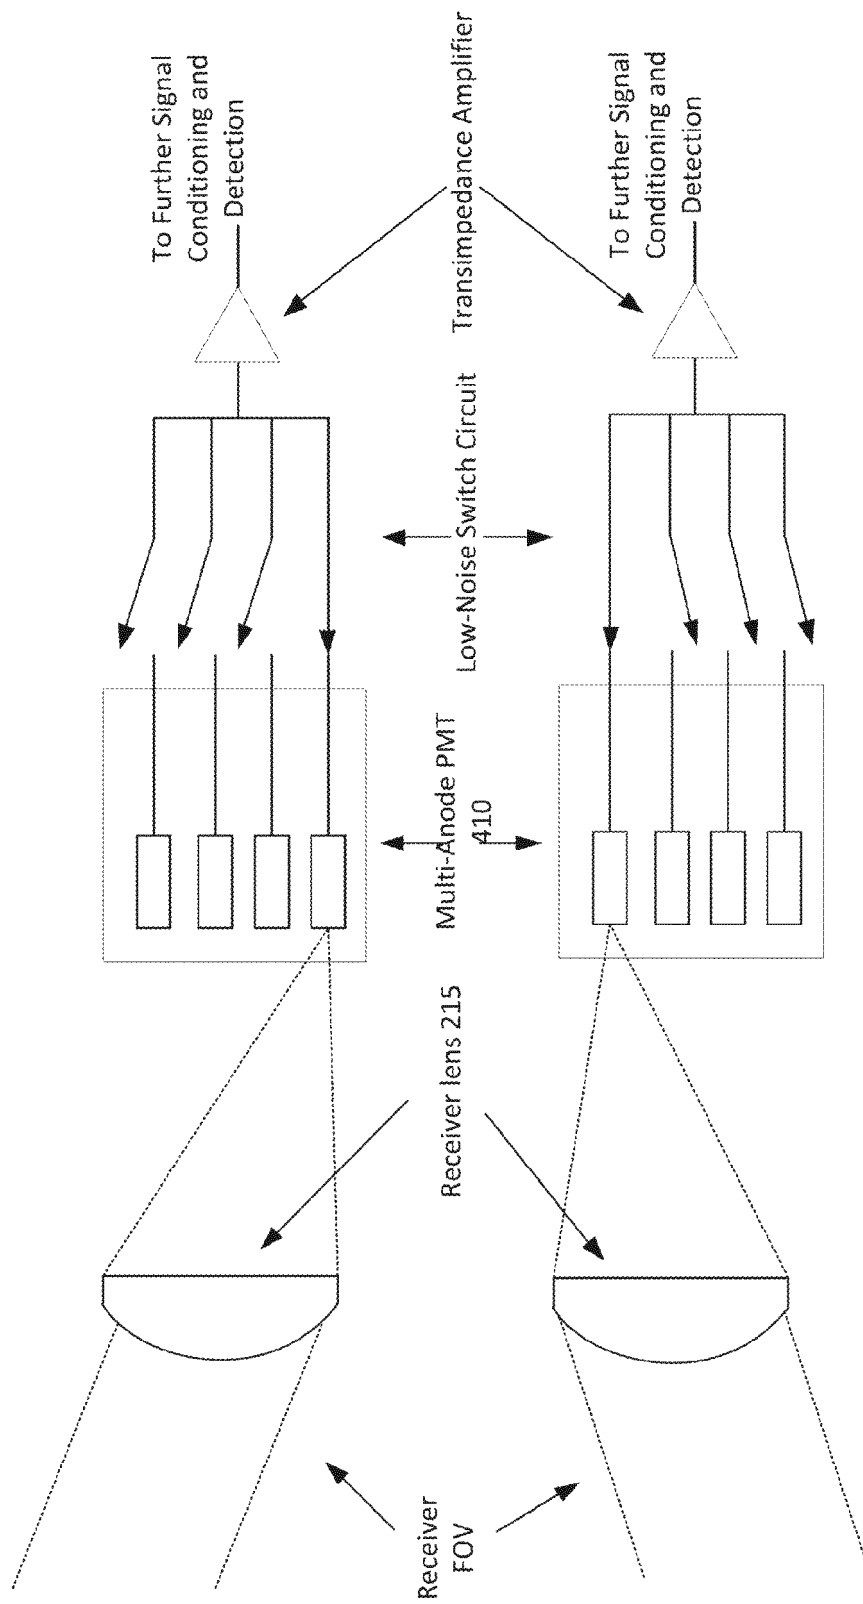 Receiver
FOV
Receiver lens 215
Multi-Anode PMT
410
Low-Noise Switch Circuit
Transimpedance Amplifier
To Further Signal
Conditioning and
Detection
To Further Signal
Conditioning and
Detection